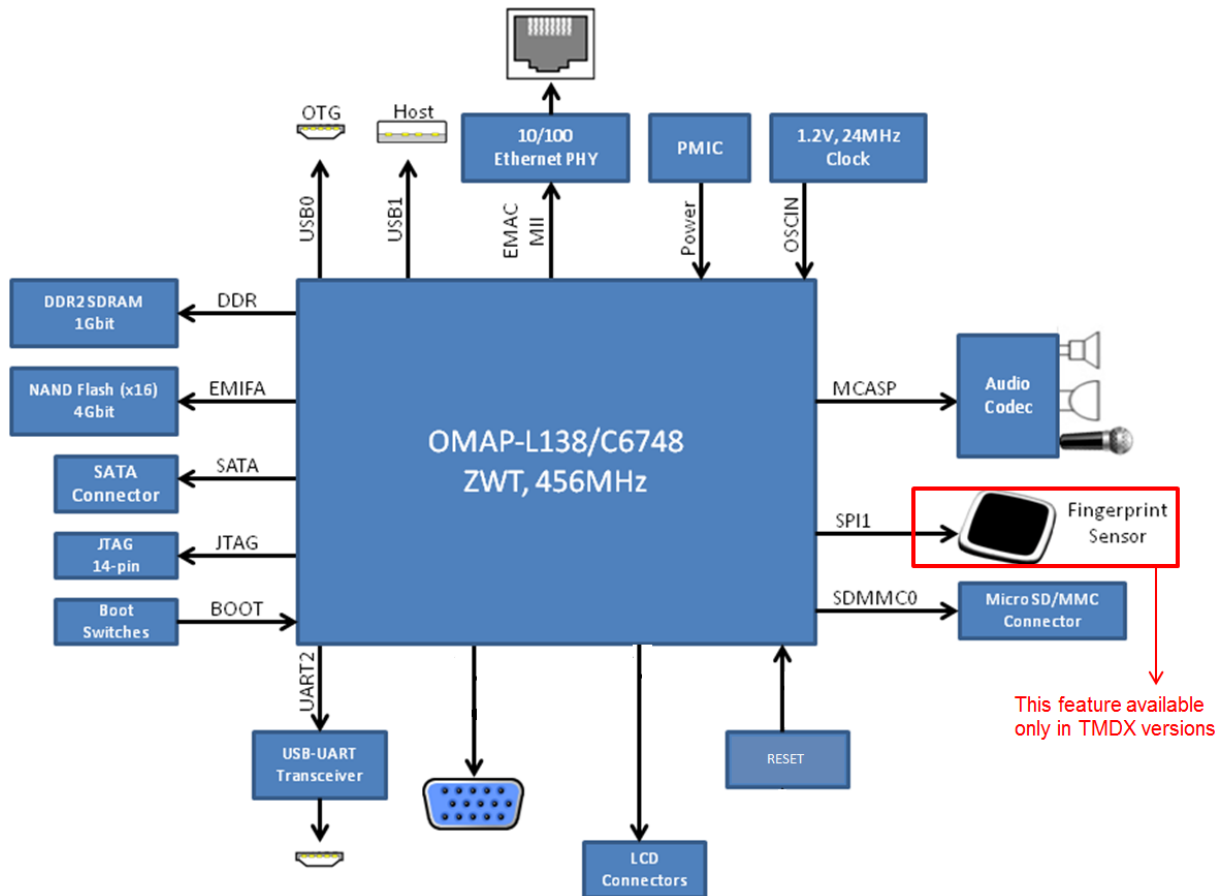 OTG
Host
10/100
Ethernet PHY
PMIC
1.2V, 24MHz
Clock
USB0
USB1
EMAC
MII
Power
OSCIN
DDR2 SDRAM
1Gbit
DDR
NAND Flash (x16)
4Gbit
EMIFA
SATA
Connector
SATA
JTAG
14-pin
JTAG
Boot
Switches
BOOT
OMAP-L138/C6748
ZWT, 456MHz
MCASP
Audio
Codec
SPI1
Fingerprint
Sensor
SDMMC0
MicroSD/MMC
Connector
This feature available
only in TMDX versions
UART2
USB-UART
Transceiver
RESET
LCD
Connectors